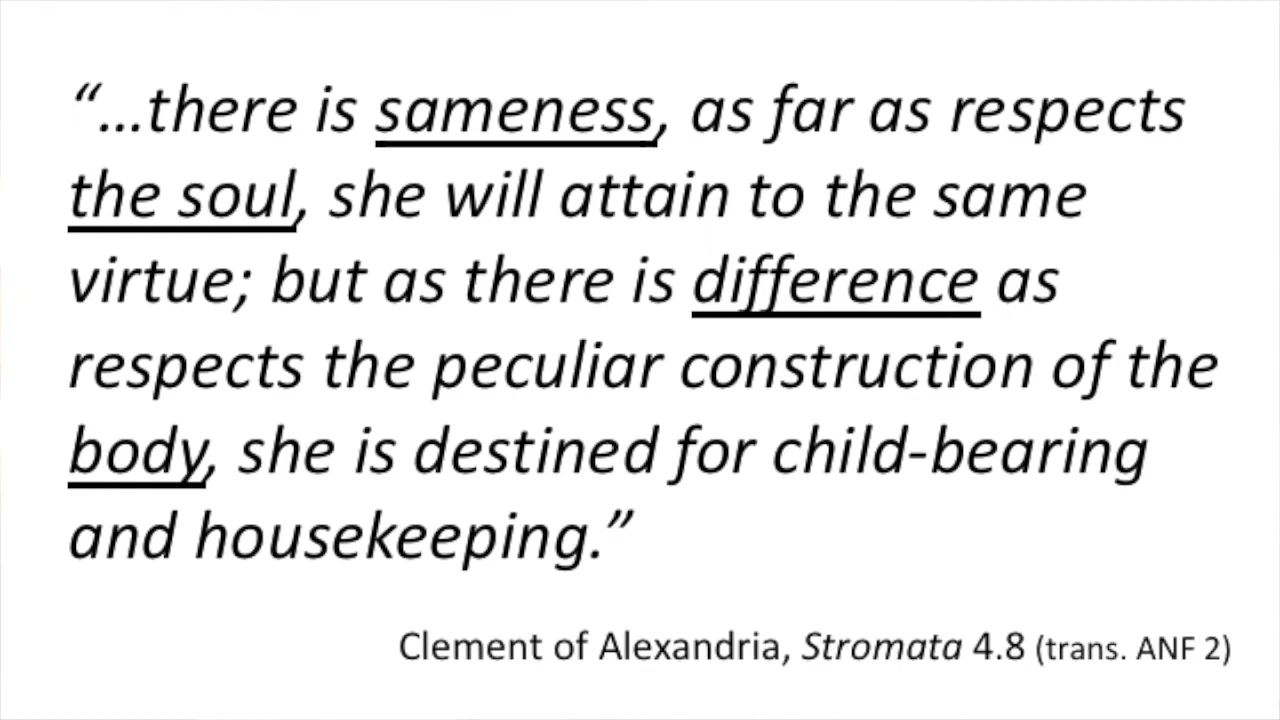 “…there is sameness, as far as respects
the soul, she will attain to the same
virtue; but as there is difference as
respects the peculiar construction of the
body, she is destined for child-bearing
and housekeeping.”
Clement of Alexandria, Stromata 4.8 (trans. ANF 2)